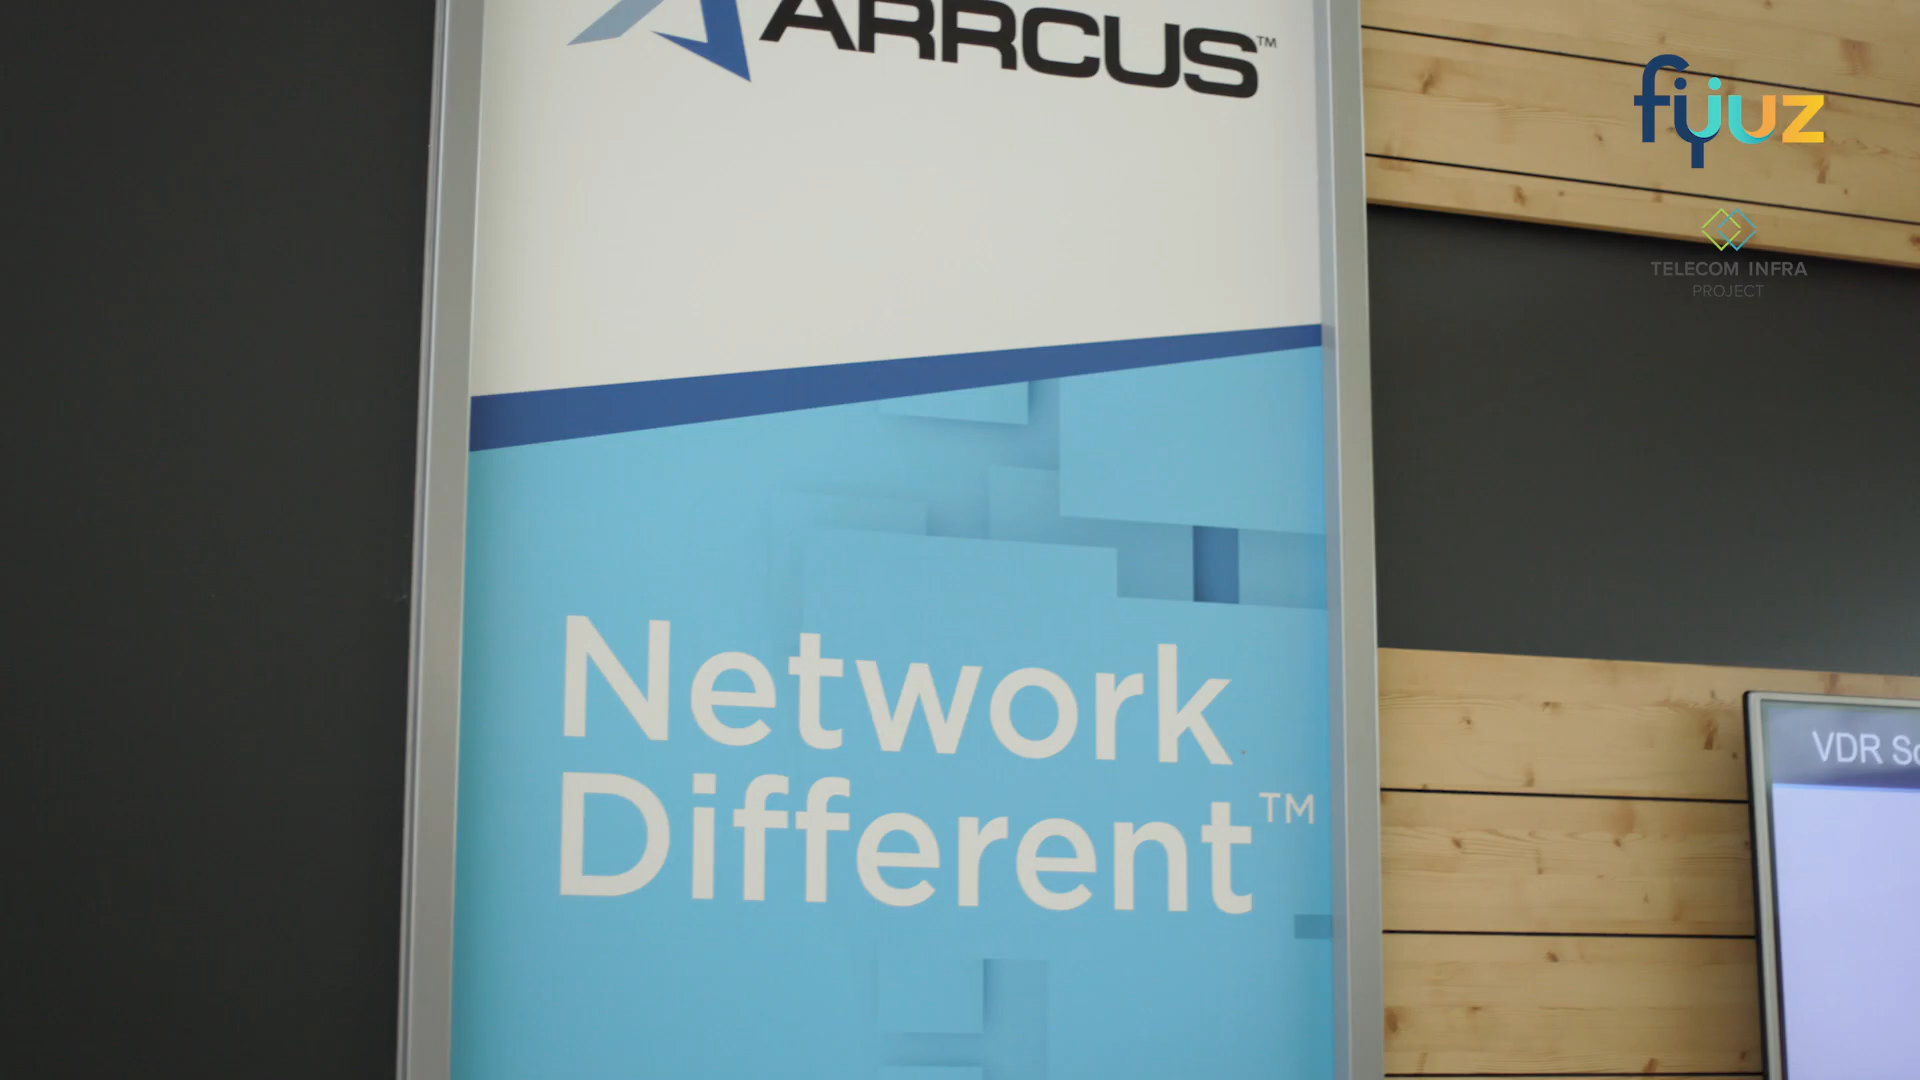 ARRCUS™
fyuz
TELECOM INFRA
PROJECT
Network
Different™
VDR